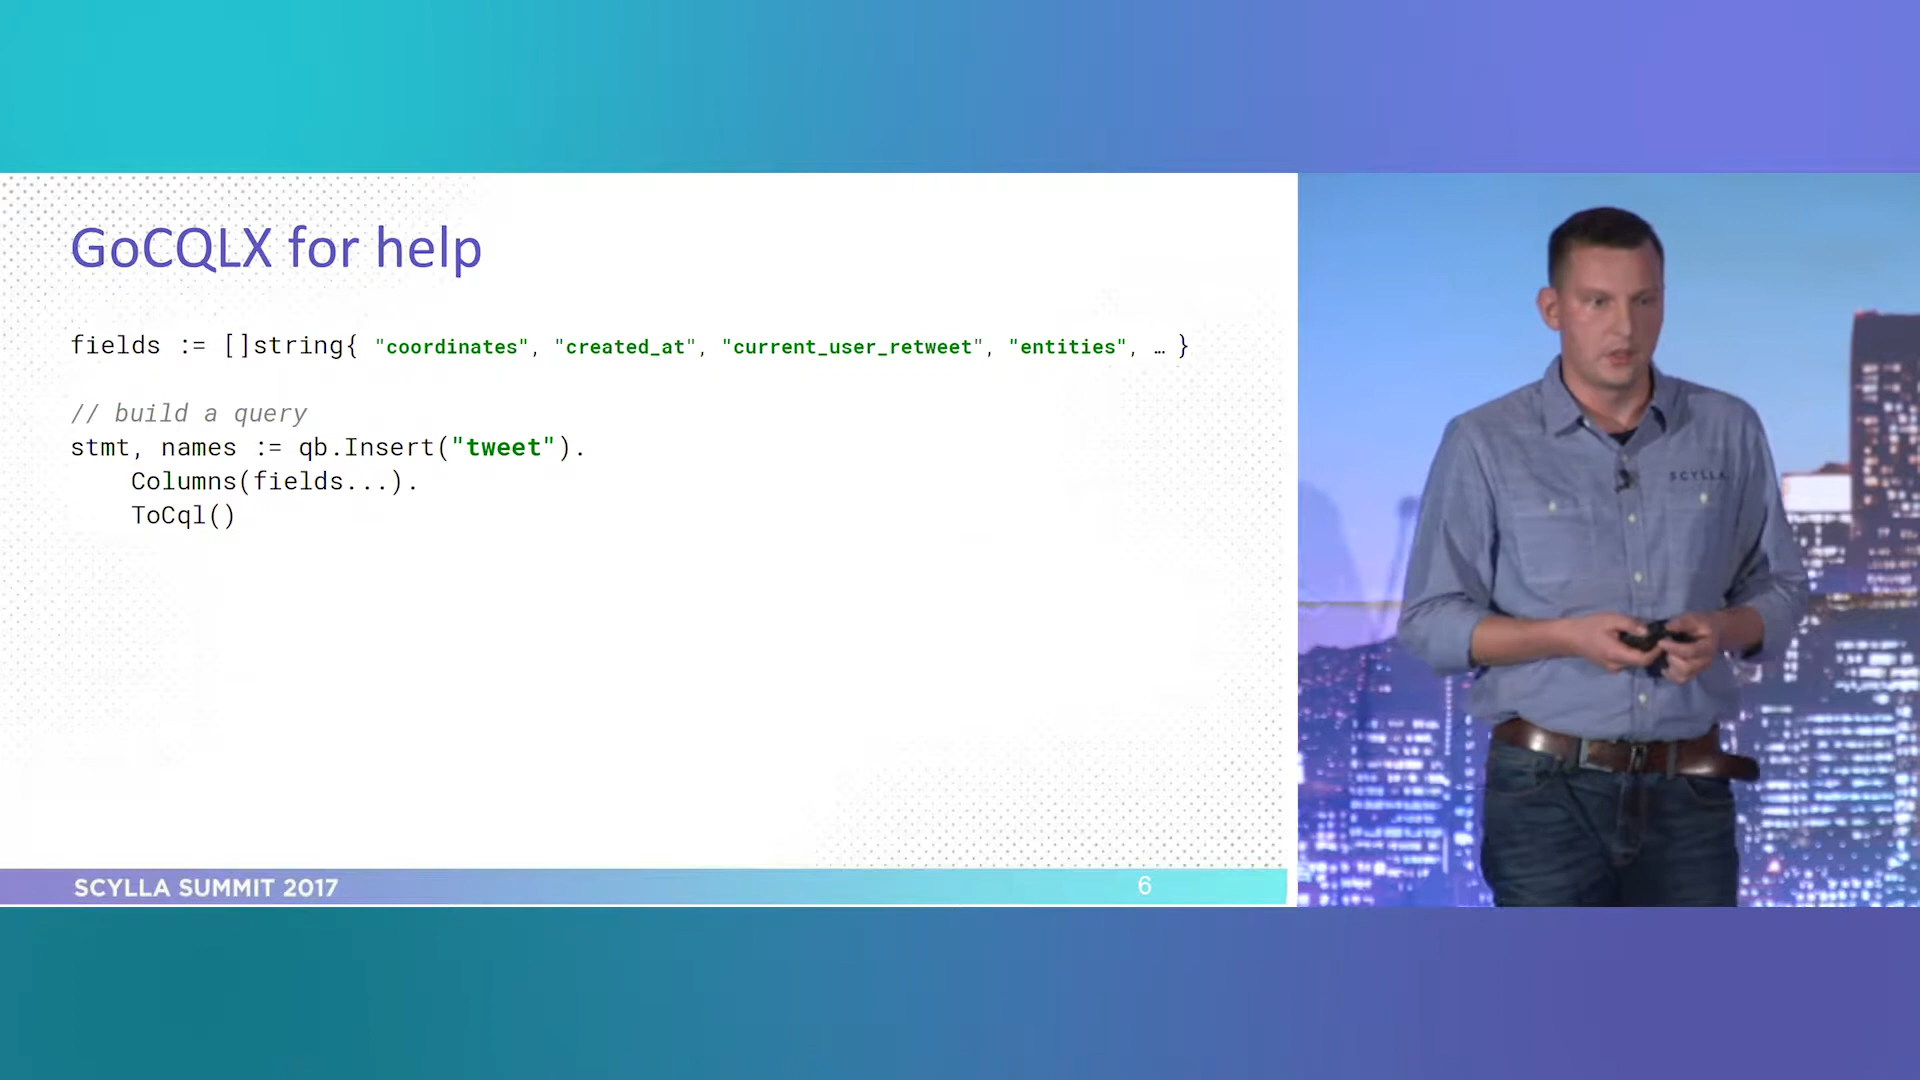 GoCQLX for help
fields := []string{ "coordinates", "created_at", "current_user_retweet", "entities", … }
// build a query
stmt, names := qb.Insert("tweet").
Columns(fields...).
ToCql()
SCYLLA SUMMIT 2017
6
SCYLLA